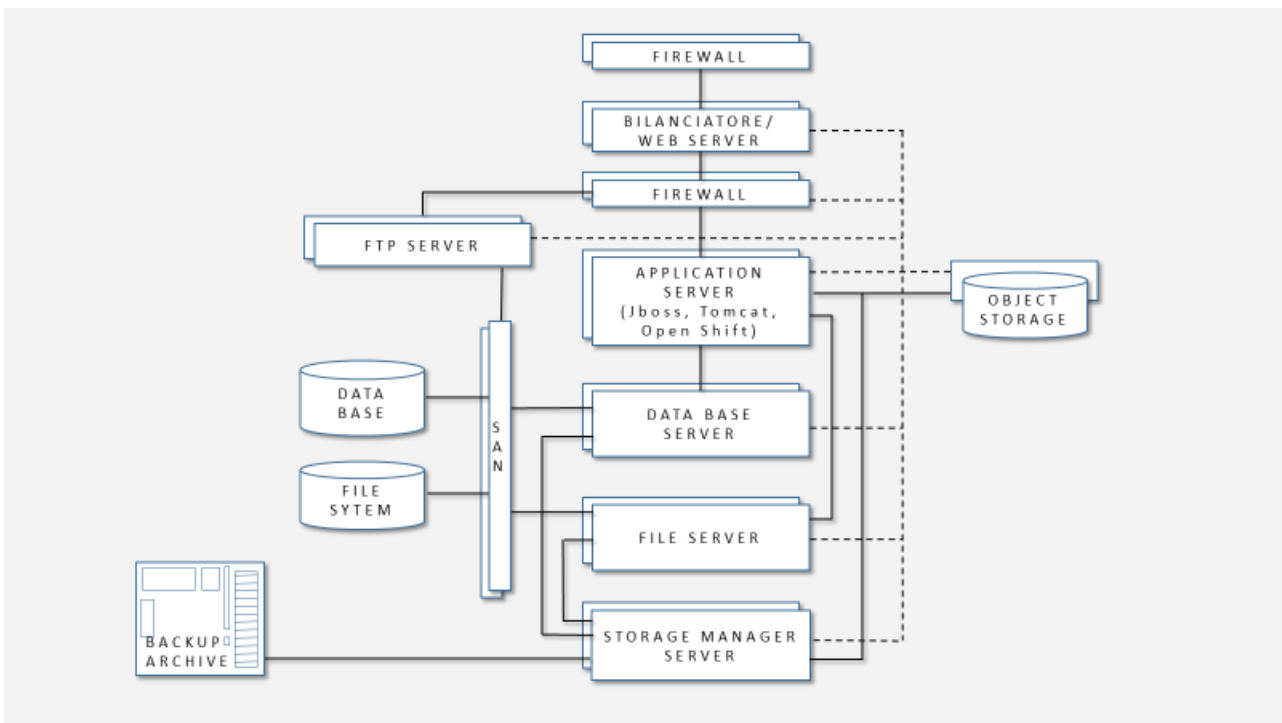 FIREWALL
BILANCIATORE/
WEB SERVER
FIREWALL
FTP SERVER
APPLICATION
SERVER
(Jboss, Tomcat,
Open Shift)
OBJECT
STORAGE
DATA
BASE
SAN
DATA BASE
SERVER
FILE
SYTEM
FILE SERVER
BACKUP
ARCHIVE
STORAGE MANAGER
SERVER